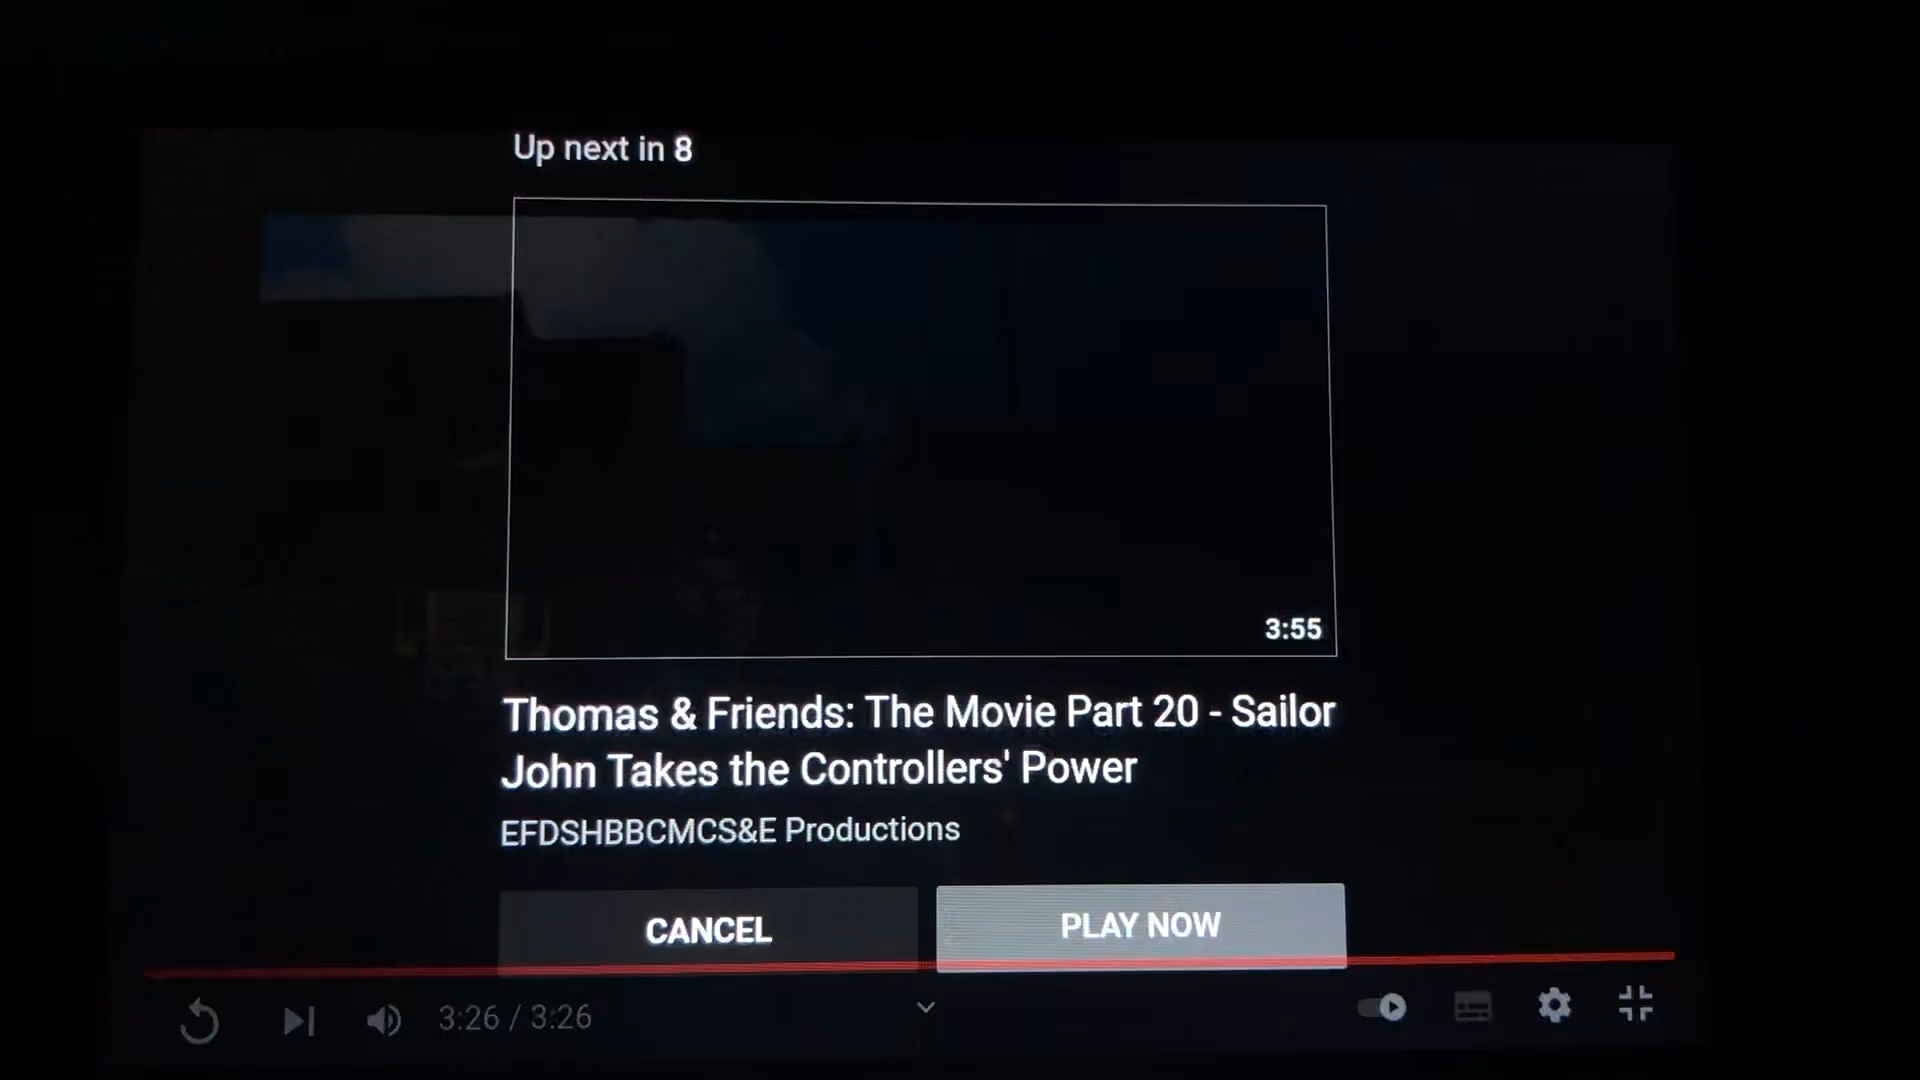 Up next in 8
3:55
Thomas & Friends: The Movie Part 20 - Sailor
John Takes the Controllers' Power
EFDSHBBCMCS&E Productions
CANCEL
PLAY NOW
3:26 / 3:26